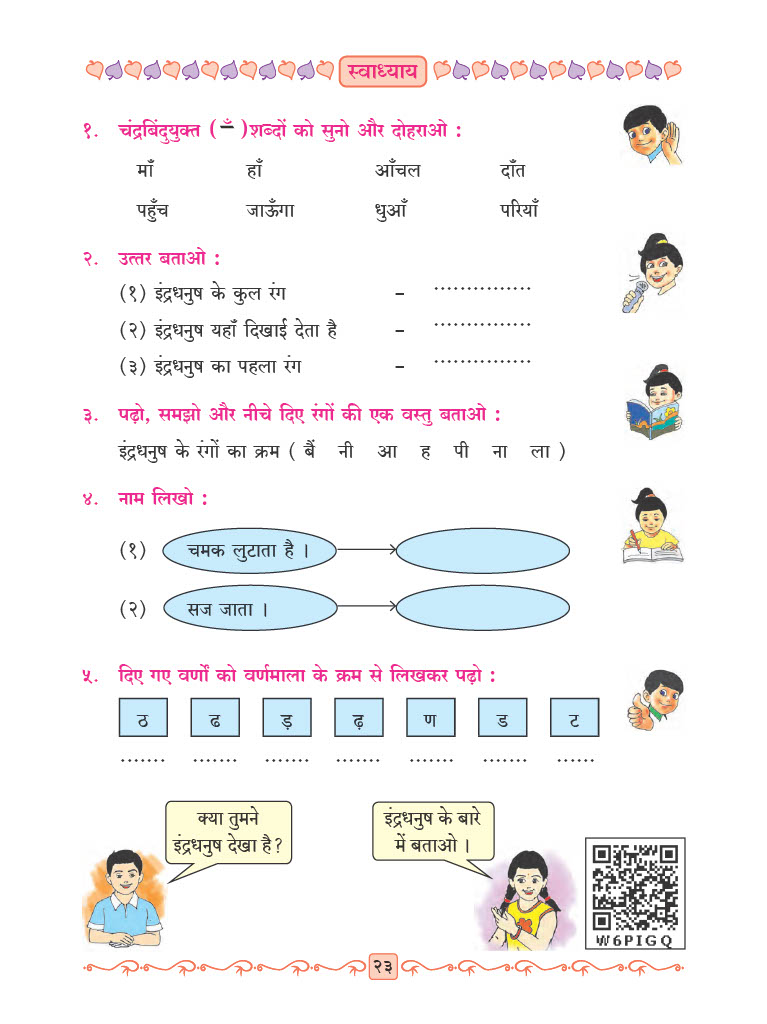 स्वाध्याय
१. चंद्रबिंदुयुक्त ( ँ ) शब्दों को सुनो और दोहराओ :
माँ हाँ आँचल दाँत
पहुँच जाऊँगा धुआँ परियाँ
२. उत्तर बताओ :
(१) इंद्रधनुष के कुल रंग – ...............
(२) इंद्रधनुष यहाँ दिखाई देता है – ...............
(३) इंद्रधनुष का पहला रंग – ...............
३. पढ़ो, समझो और नीचे दिए रंगों की एक वस्तु बताओ :
इंद्रधनुष के रंगों का क्रम ( बैं नी आ ह पी ना ला )
४. नाम लिखो :
(१) चमक लुटाता है ।
(२) सज जाता ।
५. दिए गए वर्णों को वर्णमाला के क्रम से लिखकर पढ़ो :
ठ ढ ड़ ढ़ ण ड ट
....... ....... ....... ....... ....... ....... ......
क्या तुमने
इंद्रधनुष देखा है?
इंद्रधनुष के बारे
में बताओ ।
W6PIGQ
२३